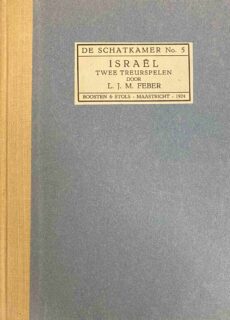 DE SCHATKAMER No. 5
ISRAËL
TWEE TREURSPELEN
DOOR
L. J. M. FEBER
BOOSTEN & STOLS - MAASTRICHT - 1924